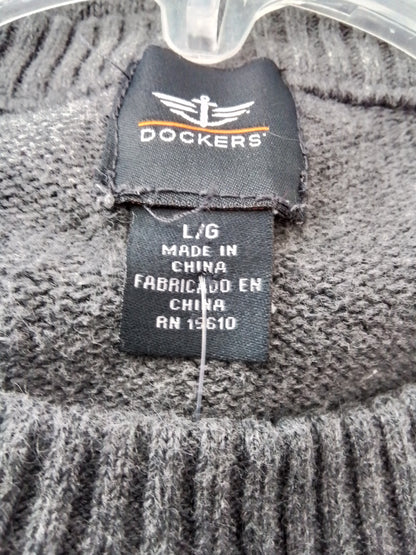 DOCKERS
L/G
MADE IN
CHINA
FABRICADO EN
CHINA
RN 15610